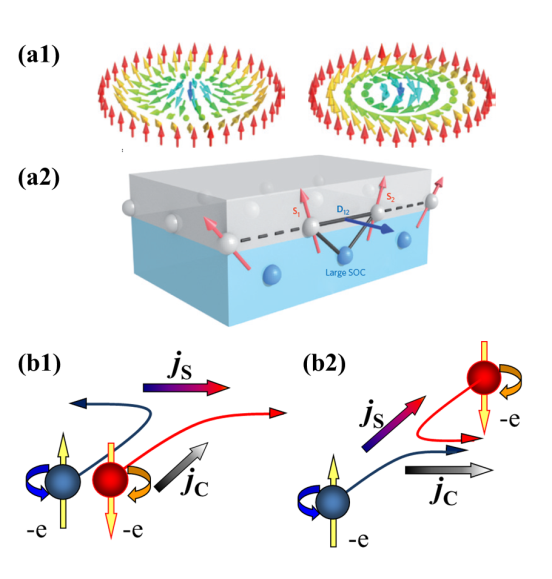 (a1)
(a2)
S1
S2
D12
Large SOC
(b1)
jS
jC
-e
-e
(b2)
jS
jC
-e
-e